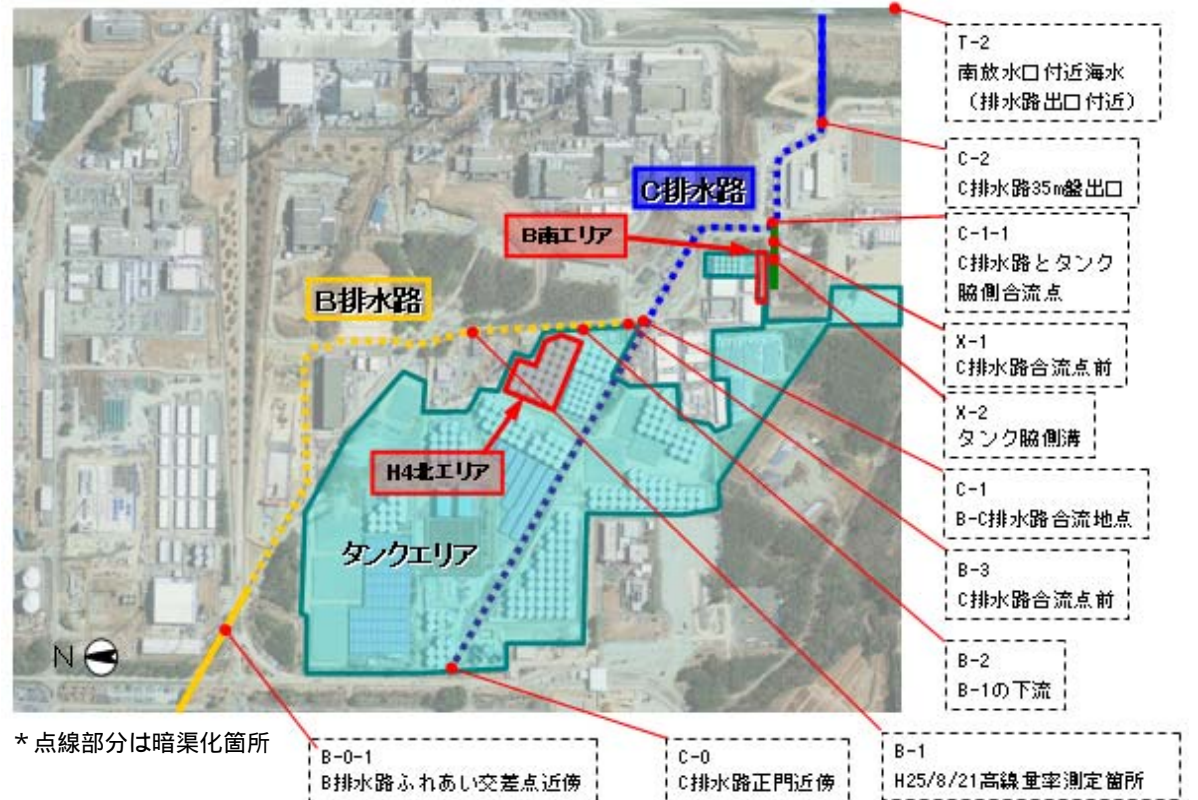 T-2
南放水口付近海水
（排水路出口付近）
C-2
C排水路35m盤出口
C排水路
B南エリア
C-1-1
C排水路とタンク
脇側合流点
B排水路
X-1
C排水路合流点前
X-2
タンク脇側溝
H4北エリア
C-1
B-C排水路合流地点
タンクエリア
B-3
C排水路合流点前
N
B-2
B-1の下流
*点線部分は暗渠化箇所
B-0-1
B排水路ふれあい交差点近傍
C-0
C排水路正門近傍
B-1
H25/8/21高線量率測定箇所